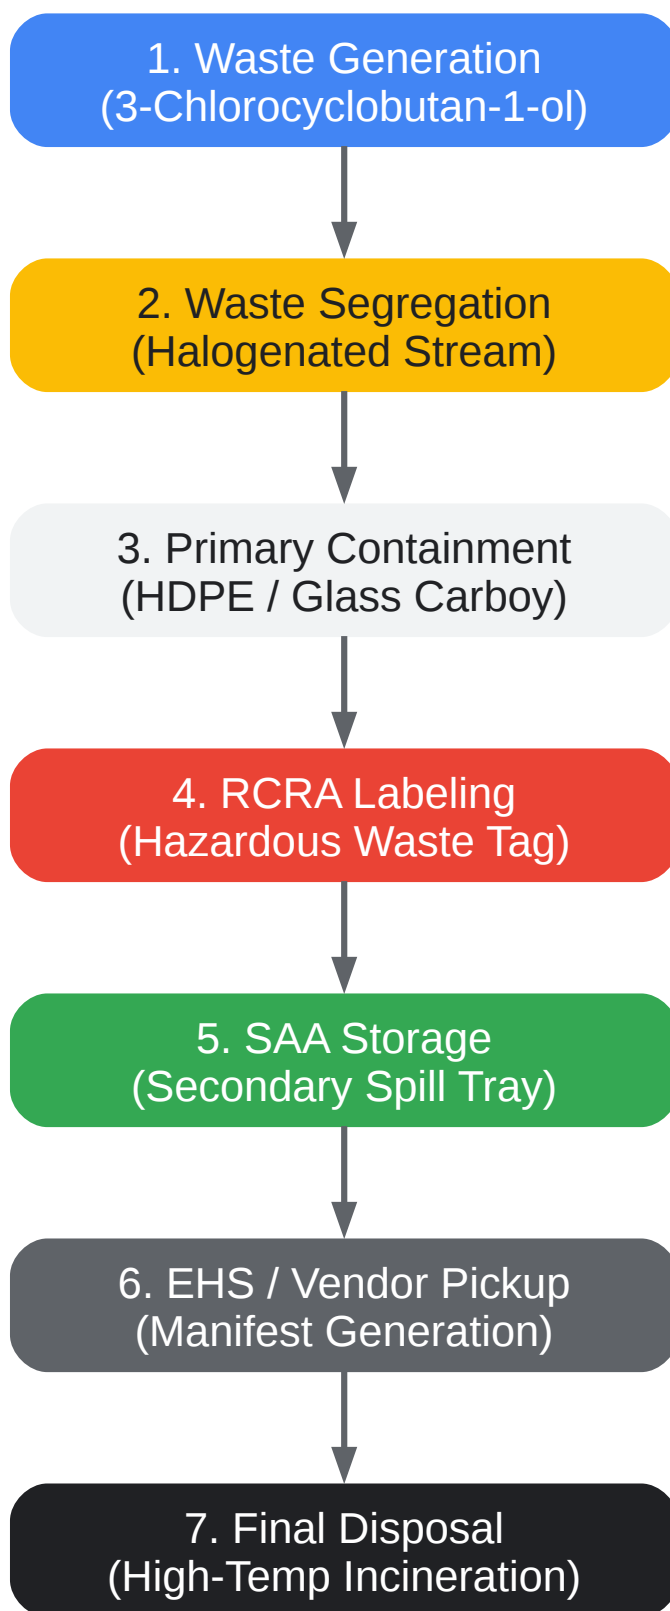 1. Waste Generation
(3-Chlorocyclobutan-1-ol)
2. Waste Segregation
(Halogenated Stream)
3. Primary Containment
(HDPE / Glass Carboy)
4. RCRA Labeling
(Hazardous Waste Tag)
5. SAA Storage
(Secondary Spill Tray)
6. EHS / Vendor Pickup
(Manifest Generation)
7. Final Disposal
(High-Temp Incineration)